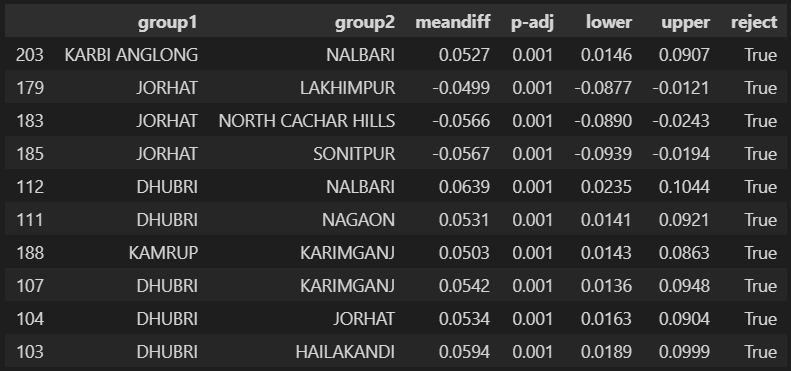 group1 group2 meandiff p-adj lower upper reject
203 KARBI ANGLONG NALBARI 0.0527 0.001 0.0146 0.0907 True
179 JORHAT LAKHIMPUR -0.0499 0.001 -0.0877 -0.0121 True
183 JORHAT NORTH CACHAR HILLS -0.0566 0.001 -0.0890 -0.0243 True
185 JORHAT SONITPUR -0.0567 0.001 -0.0939 -0.0194 True
112 DHUBRI NALBARI 0.0639 0.001 0.0235 0.1044 True
111 DHUBRI NAGAON 0.0531 0.001 0.0141 0.0921 True
188 KAMRUP KARIMGANJ 0.0503 0.001 0.0143 0.0863 True
107 DHUBRI KARIMGANJ 0.0542 0.001 0.0136 0.0948 True
104 DHUBRI JORHAT 0.0534 0.001 0.0163 0.0904 True
103 DHUBRI HAILAKANDI 0.0594 0.001 0.0189 0.0999 True